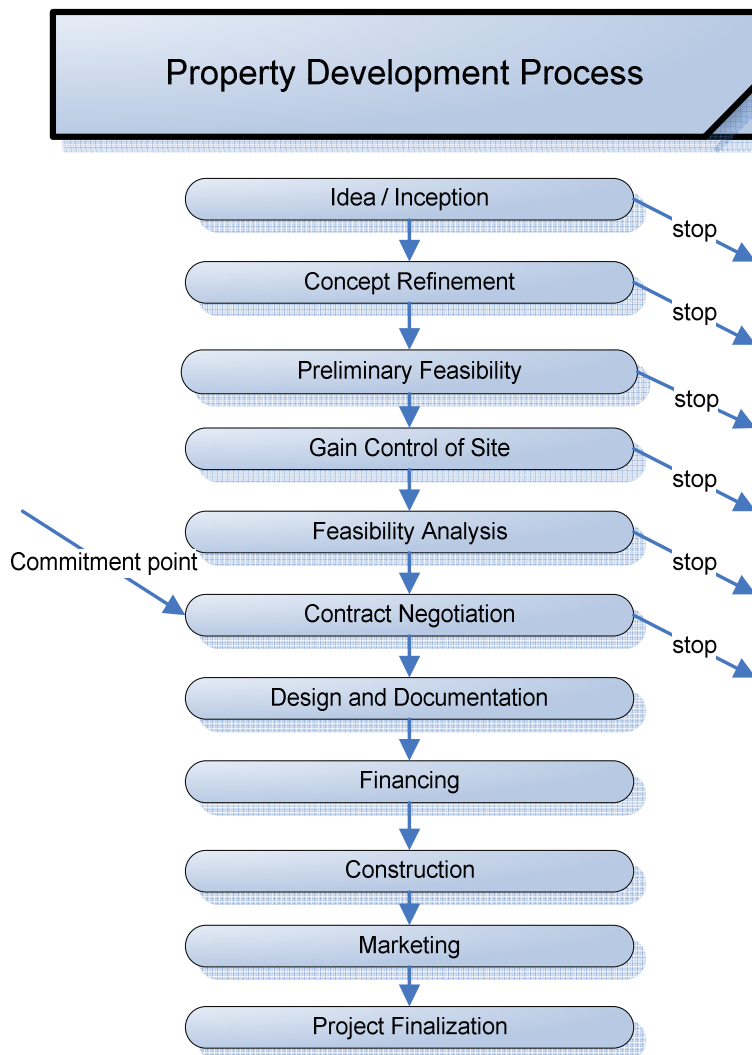 Property Development Process
Idea / Inception
stop
Concept Refinement
stop
Preliminary Feasibility
stop
Gain Control of Site
stop
Feasibility Analysis
stop
Commitment point
Contract Negotiation
stop
Design and Documentation
Financing
Construction
Marketing
Project Finalization